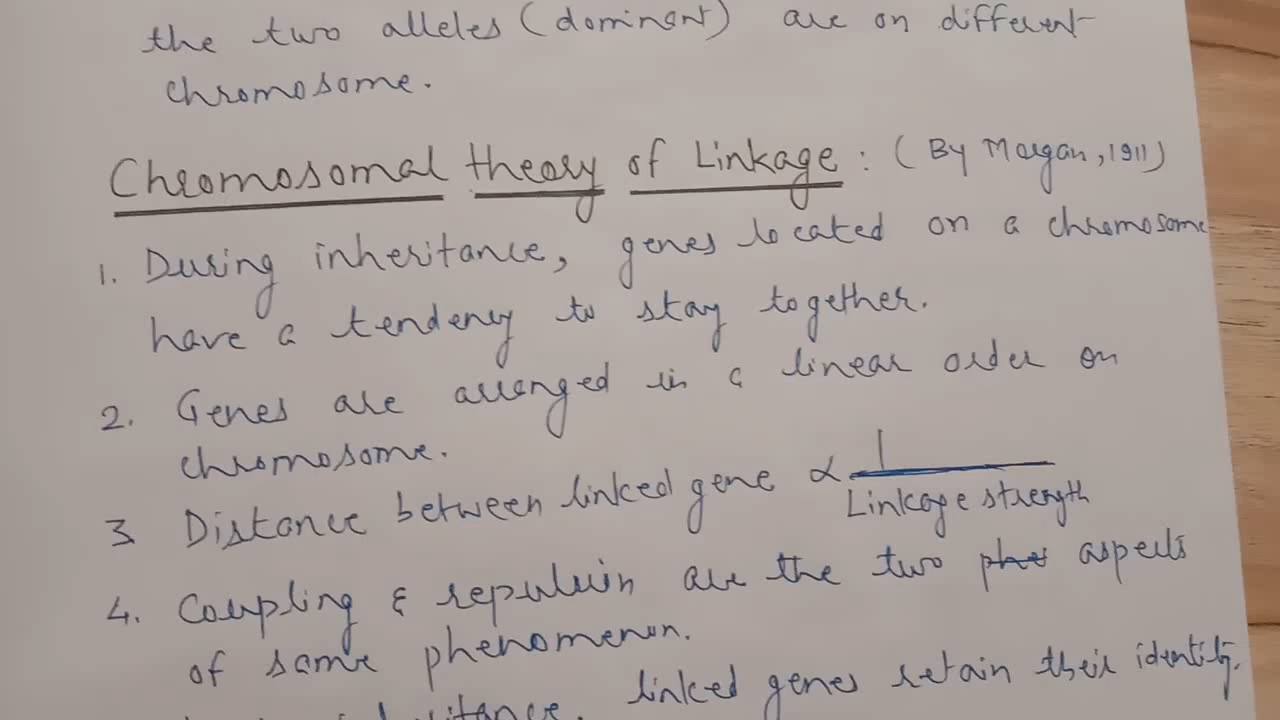 the two alleles (dominant) are on different
chromosome.
Chromosomal theory of Linkage : (By Morgan, 1911)
1. During inheritance, genes located on a chromosome
have a tendency to stay together.
2. Genes are arranged in a linear order on
chromosome.
3 Distance between linked gene ∝ 1
Linkage strength
4. Coupling & repulsion are the two phe aspects
of same phenomenon.
linked genes retain their identity.